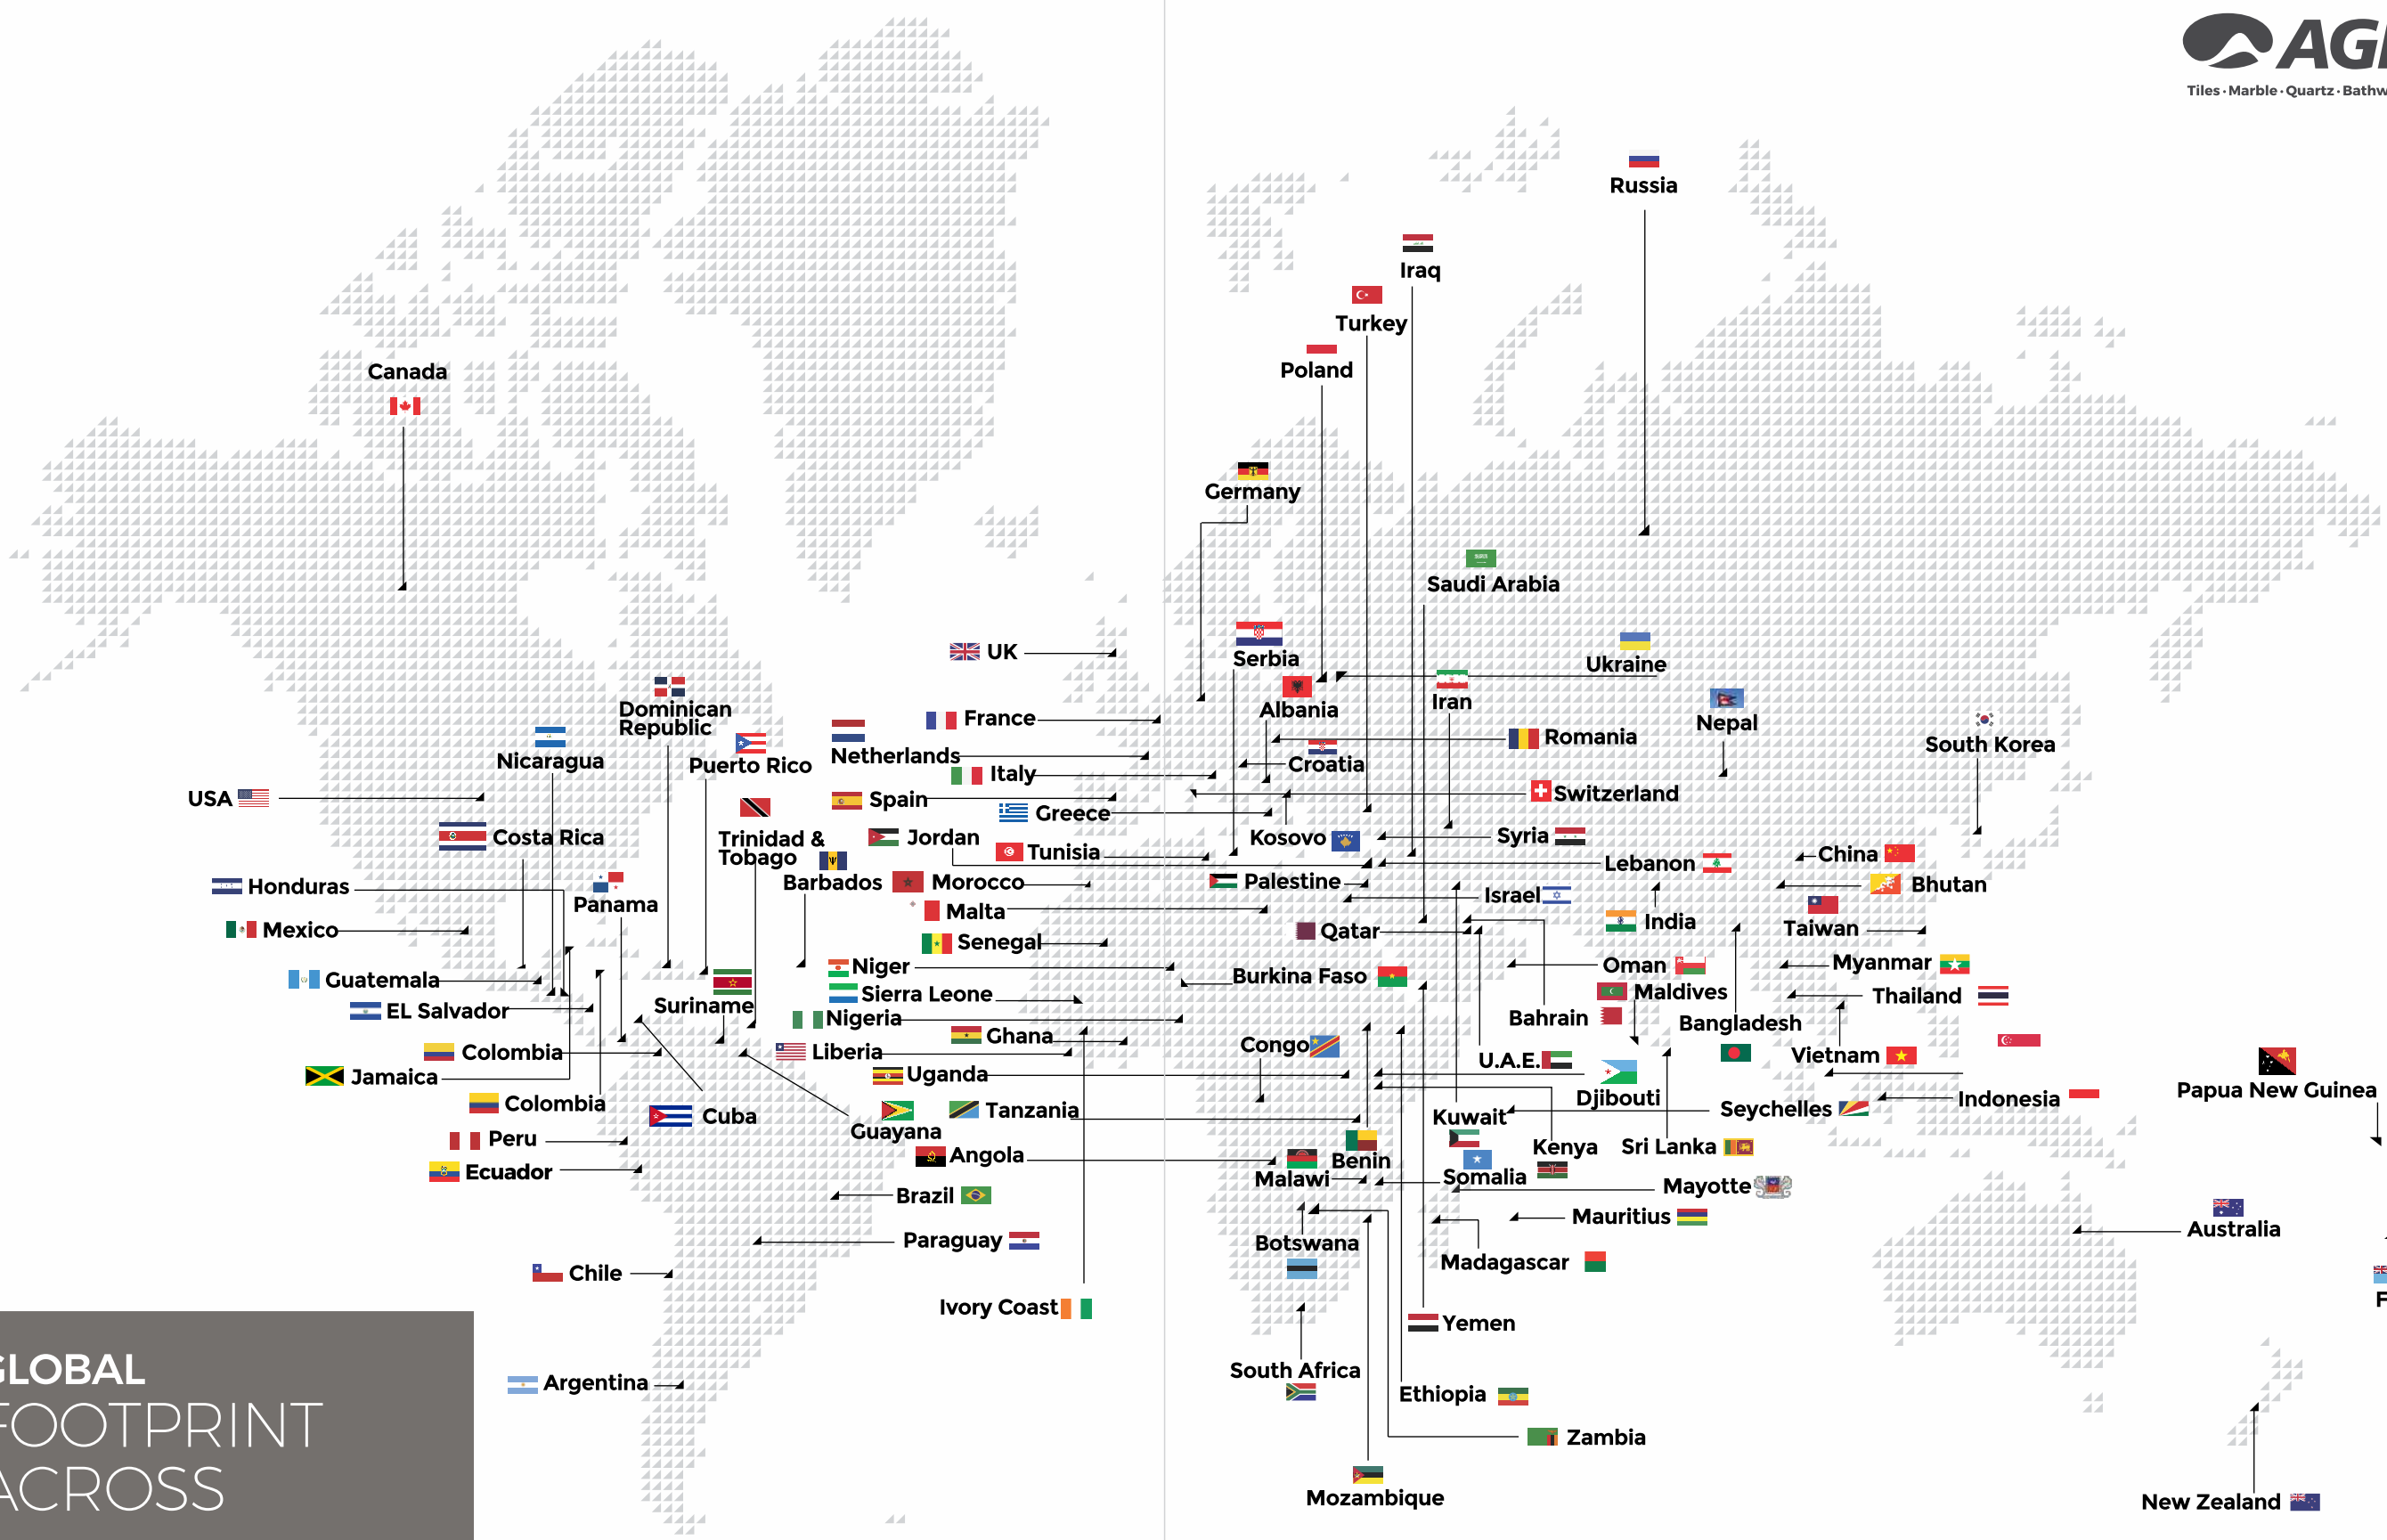 AGL
Tiles · Marble · Quartz · Bathw
Russia
Iraq
Turkey
Poland
Canada
Germany
Saudi Arabia
UK
Serbia
Ukraine
Albania
Iran
Dominican
Republic
France
Nepal
Romania
South Korea
Nicaragua
Netherlands
Puerto Rico
Croatia
Italy
USA
Spain
Switzerland
Greece
Costa Rica
Trinidad &
Tobago
Jordan
Kosovo
Syria
Tunisia
China
Lebanon
Honduras
Barbados
Morocco
Palestine
Bhutan
Israel
Panama
Malta
India
Mexico
Qatar
Taiwan
Senegal
Niger
Oman
Myanmar
Guatemala
Burkina Faso
Sierra Leone
Maldives
Thailand
Suriname
EL Salvador
Nigeria
Bahrain
Bangladesh
Ghana
Congo
Colombia
Liberia
U.A.E.
Vietnam
Jamaica
Uganda
Djibouti
Papua New Guinea
Colombia
Tanzania
Kuwait
Seychelles
Indonesia
Cuba
Guayana
Peru
Kenya
Sri Lanka
Angola
Benin
Ecuador
Malawi
Somalia
Mayotte
Brazil
Mauritius
Australia
Paraguay
Botswana
Madagascar
Chile
F
Ivory Coast
Yemen
GLOBAL
South Africa
Argentina
Ethiopia
FOOTPRINT
Zambia
ACROSS
Mozambique
New Zealand